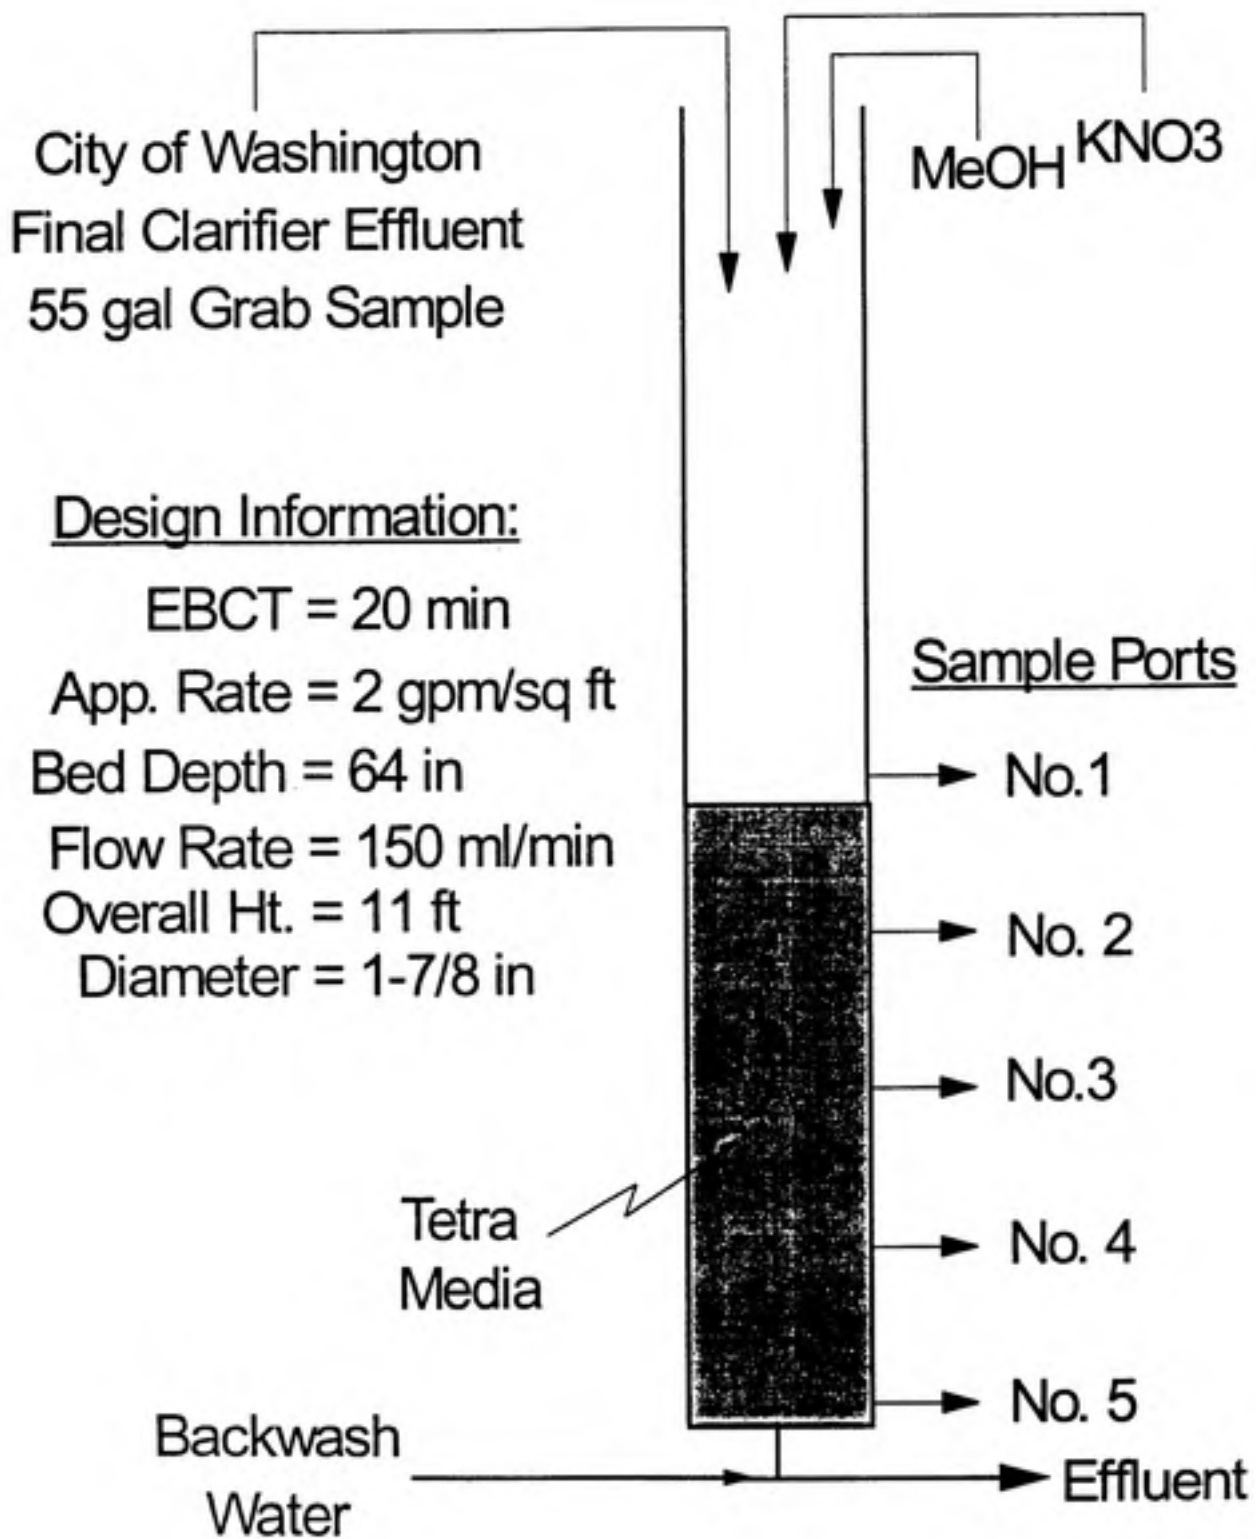 City of Washington
Final Clarifier Effluent
55 gal Grab Sample
MeOH
KNO3
Design Information:
EBCT = 20 min
App. Rate = 2 gpm/sq ft
Bed Depth = 64 in
Flow Rate = 150 ml/min
Overall Ht. = 11 ft
Diameter = 1-7/8 in
Sample Ports
No.1
No. 2
No.3
No. 4
No. 5
Tetra
Media
Backwash
Water
Effluent